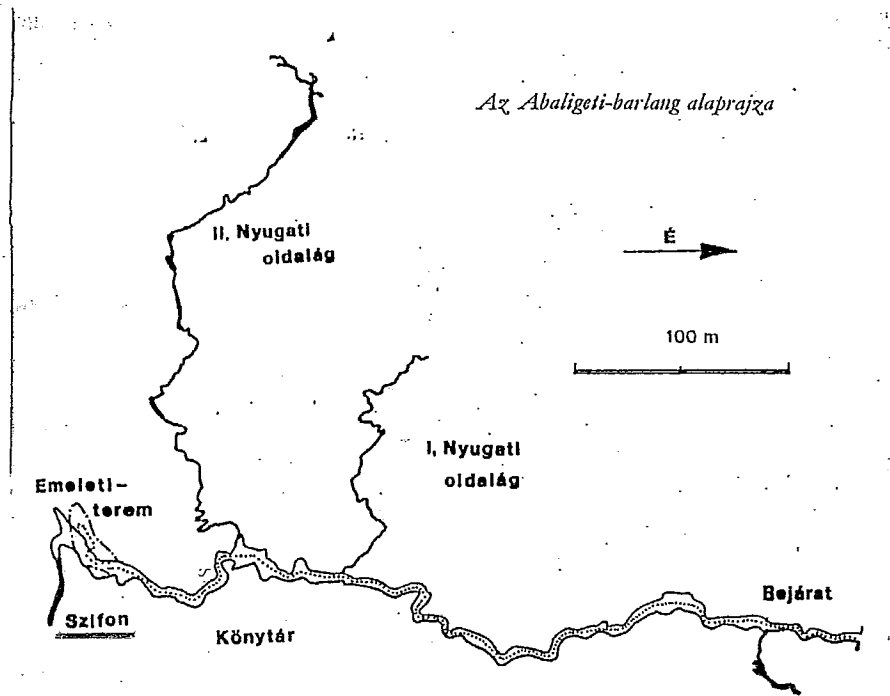 Az Abaligeti-barlang alaprajza
II. Nyugati
oldalág
É
100 m
I. Nyugati
oldalág
Emeleti-
terem
Bejárat
Szifon
Könytár